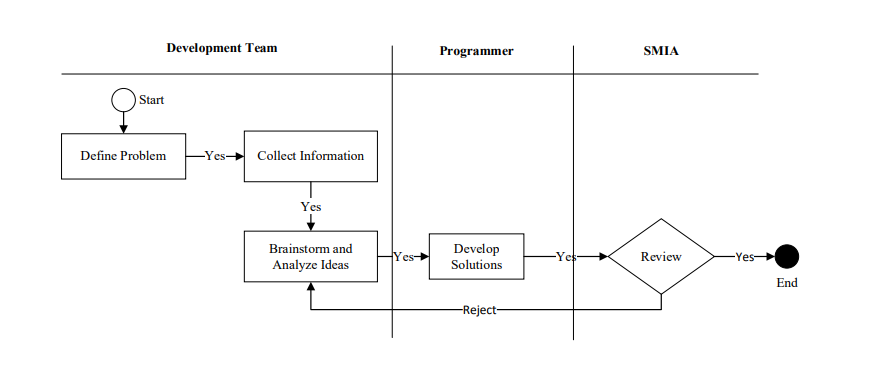 Development Team
Programmer
SMIA
Start
Define Problem
Yes
Collect Information
Yes
Brainstorm and
Analyze Ideas
Yes
Develop
Solutions
Yes
Review
Yes
End
Reject